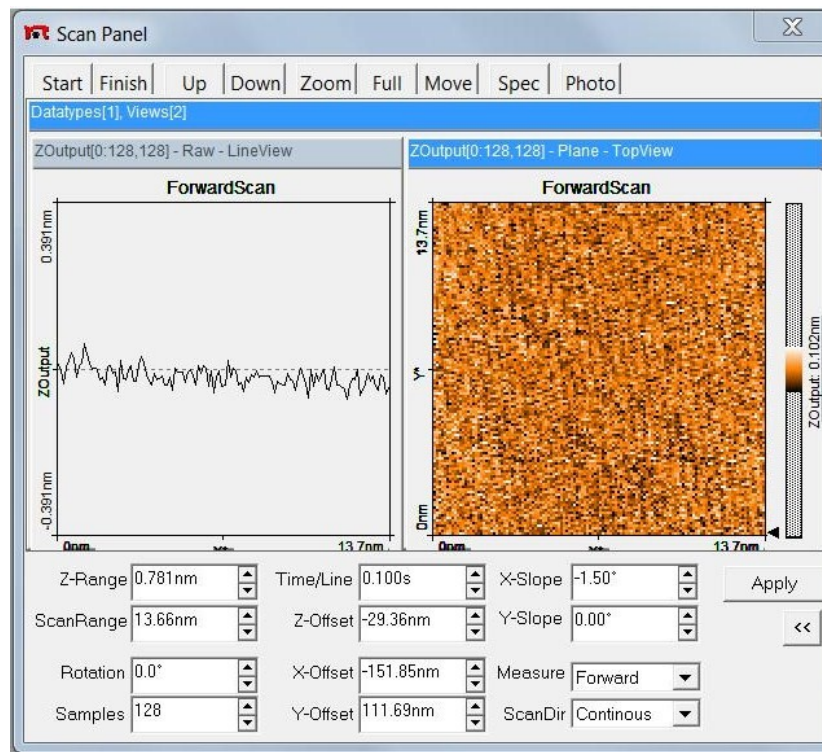 Scan Panel
Start Finish Up Down Zoom Full Move Spec Photo
Datatypes[1], Views[2]
ZOutput[0:128,128] - Raw - LineView
ForwardScan
0.391nm
ZOutput
-0.391nm
0nm
13.7nm
ZOutput[0:128,128] - Plane - TopView
ForwardScan
13.7nm
Y*
0nm
0nm
13.7nm
ZOutput: 0.102nm
Z-Range 0.781nm Time/Line 0.100s X-Slope -1.50° Apply
ScanRange 13.66nm Z-Offset -29.36nm Y-Slope 0.00° <<
Rotation 0.0° X-Offset -151.85nm Measure Forward
Samples 128 Y-Offset 111.69nm ScanDir Continous